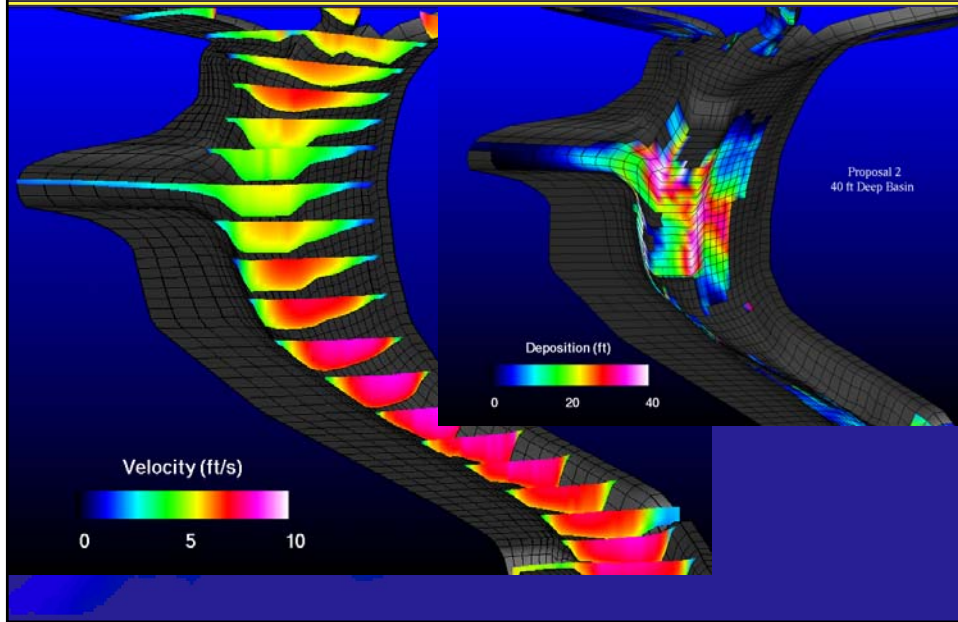 Proposal 2
40 ft Deep Basin
Deposition (ft)
0 20 40
Velocity (ft/s)
0 5 10